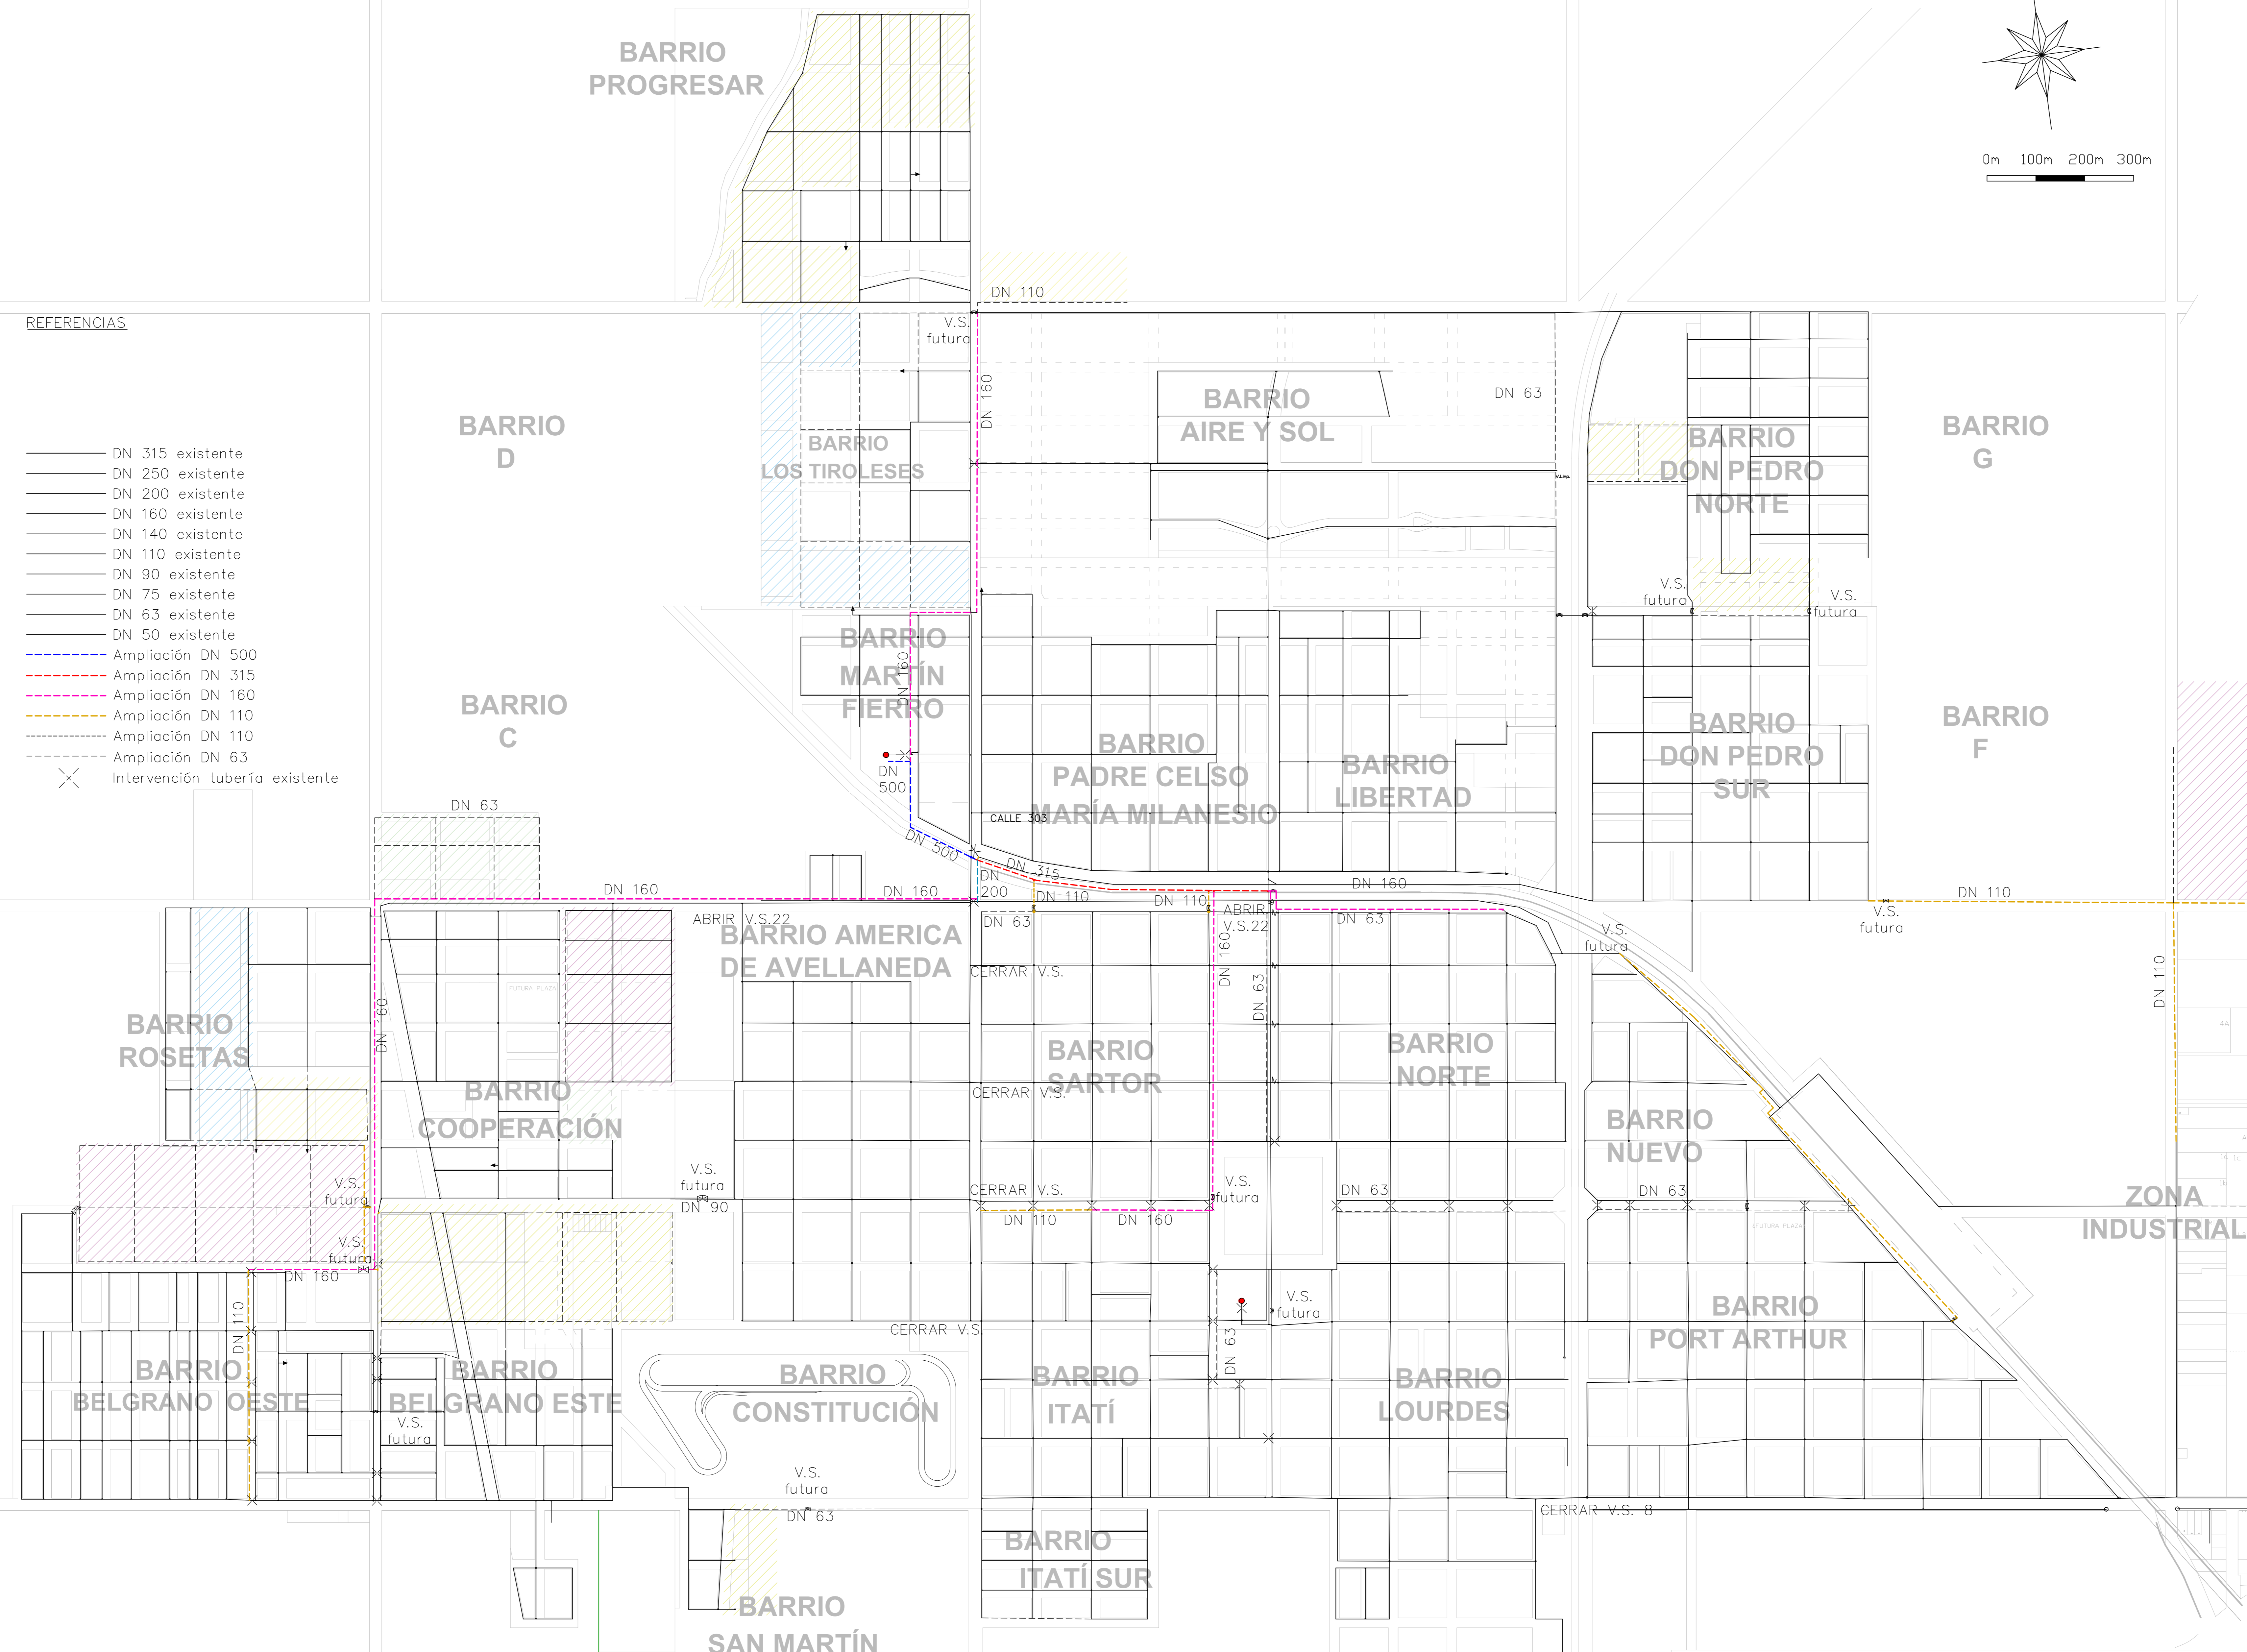 BARRIO
PROGRESAR
0m 100m 200m 300m
DN 110
REFERENCIAS
V.S.
futura
DN 160
DN 63
BARRIO
AIRE Y SOL
BARRIO
D
BARRIO
LOS TIROLESES
BARRIO
DON PEDRO
NORTE
BARRIO
G
DN 315 existente
DN 250 existente
DN 200 existente
DN 160 existente
DN 140 existente
DN 110 existente
DN 90 existente
DN 75 existente
DN 63 existente
DN 50 existente
Ampliación DN 500
Ampliación DN 315
Ampliación DN 160
Ampliación DN 110
Ampliación DN 110
Ampliación DN 63
Intervención tubería existente
V.Limp.
V.S.
futura
V.S.
futura
BARRIO
MARTÍN
FIERRO
DN 160
BARRIO
C
BARRIO
PADRE CELSO
MARÍA MILANESIO
BARRIO
LIBERTAD
BARRIO
DON PEDRO
SUR
BARRIO
F
DN
500
CALLE 303
DN 63
DN 500
DN 315
DN
200
DN 160
DN 160
DN 160
DN 110
DN 110
DN 110
ABRIR V.S.22
DN 63
ABRIR
V.S.22
DN 63
V.S.
futura
V.S.
futura
BARRIO AMERICA
DE AVELLANEDA
CERRAR V.S.
DN 160
DN 63
DN 110
FUTURA PLAZA
DN 160
BARRIO
ROSETAS
BARRIO
COOPERACIÓN
BARRIO
SARTOR
CERRAR V.S.
BARRIO
NORTE
BARRIO
NUEVO
V.S.
futura
V.S.
futura
DN 90
CERRAR V.S.
V.S.
futura
DN 63
DN 63
DN 110
DN 160
FUTURA PLAZA
ZONA
INDUSTRIAL
V.S.
futura
DN 160
DN 110
V.S.
futura
CERRAR V.S.
DN 63
BARRIO
PORT ARTHUR
BARRIO
BELGRANO OESTE
BARRIO
BELGRANO ESTE
BARRIO
CONSTITUCIÓN
BARRIO
ITATÍ
BARRIO
LOURDES
V.S.
futura
V.S.
futura
DN 63
CERRAR V.S. 8
BARRIO
ITATÍ SUR
BARRIO
SAN MARTÍN